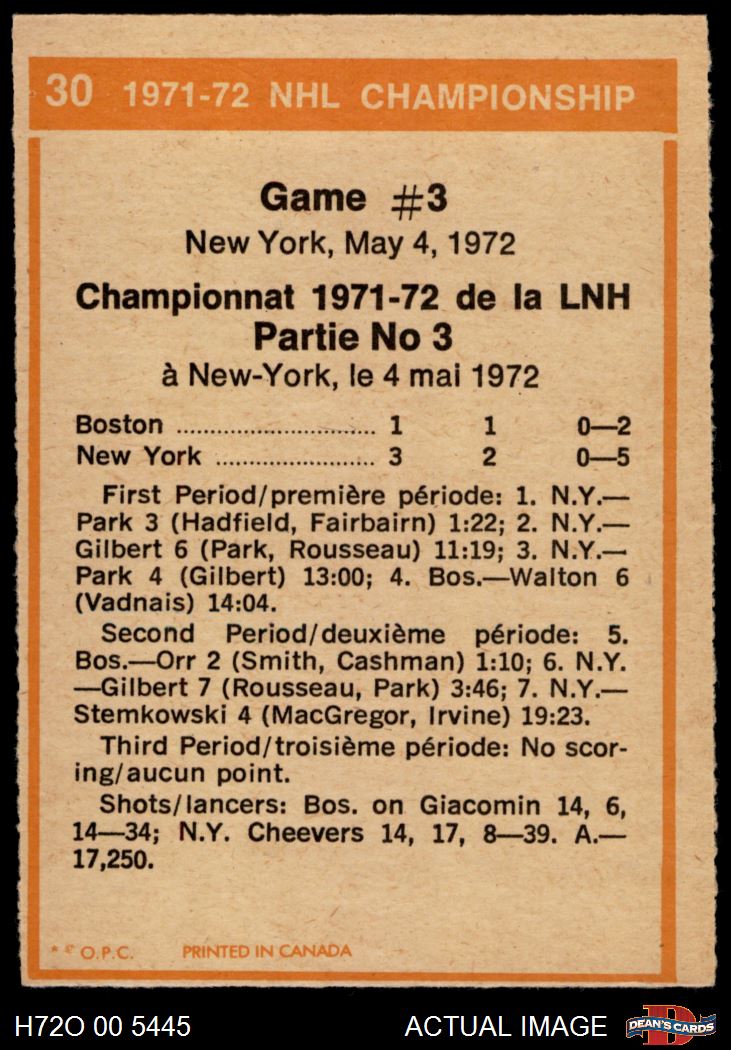 30 1971-72 NHL CHAMPIONSHIP
Game #3
New York, May 4, 1972
Championnat 1971-72 de la LNH
Partie No 3
à New-York, le 4 mai 1972
Boston ............................ 1 1 0—2
New York ....................... 3 2 0—5
First Period/première période: 1. N.Y.—
Park 3 (Hadfield, Fairbairn) 1:22; 2. N.Y.—
Gilbert 6 (Park, Rousseau) 11:19; 3. N.Y.—
Park 4 (Gilbert) 13:00; 4. Bos.—Walton 6
(Vadnais) 14:04.
Second Period/deuxième période: 5.
Bos.—Orr 2 (Smith, Cashman) 1:10; 6. N.Y.
—Gilbert 7 (Rousseau, Park) 3:46; 7. N.Y.—
Stemkowski 4 (MacGregor, Irvine) 19:23.
Third Period/troisième période: No scor-
ing/aucun point.
Shots/lancers: Bos. on Giacomin 14, 6,
14—34; N.Y. Cheevers 14, 17, 8—39. A.—
17,250.
* O.P.C. PRINTED IN CANADA
H72O 00 5445 ACTUAL IMAGE DEAN'S CARDS